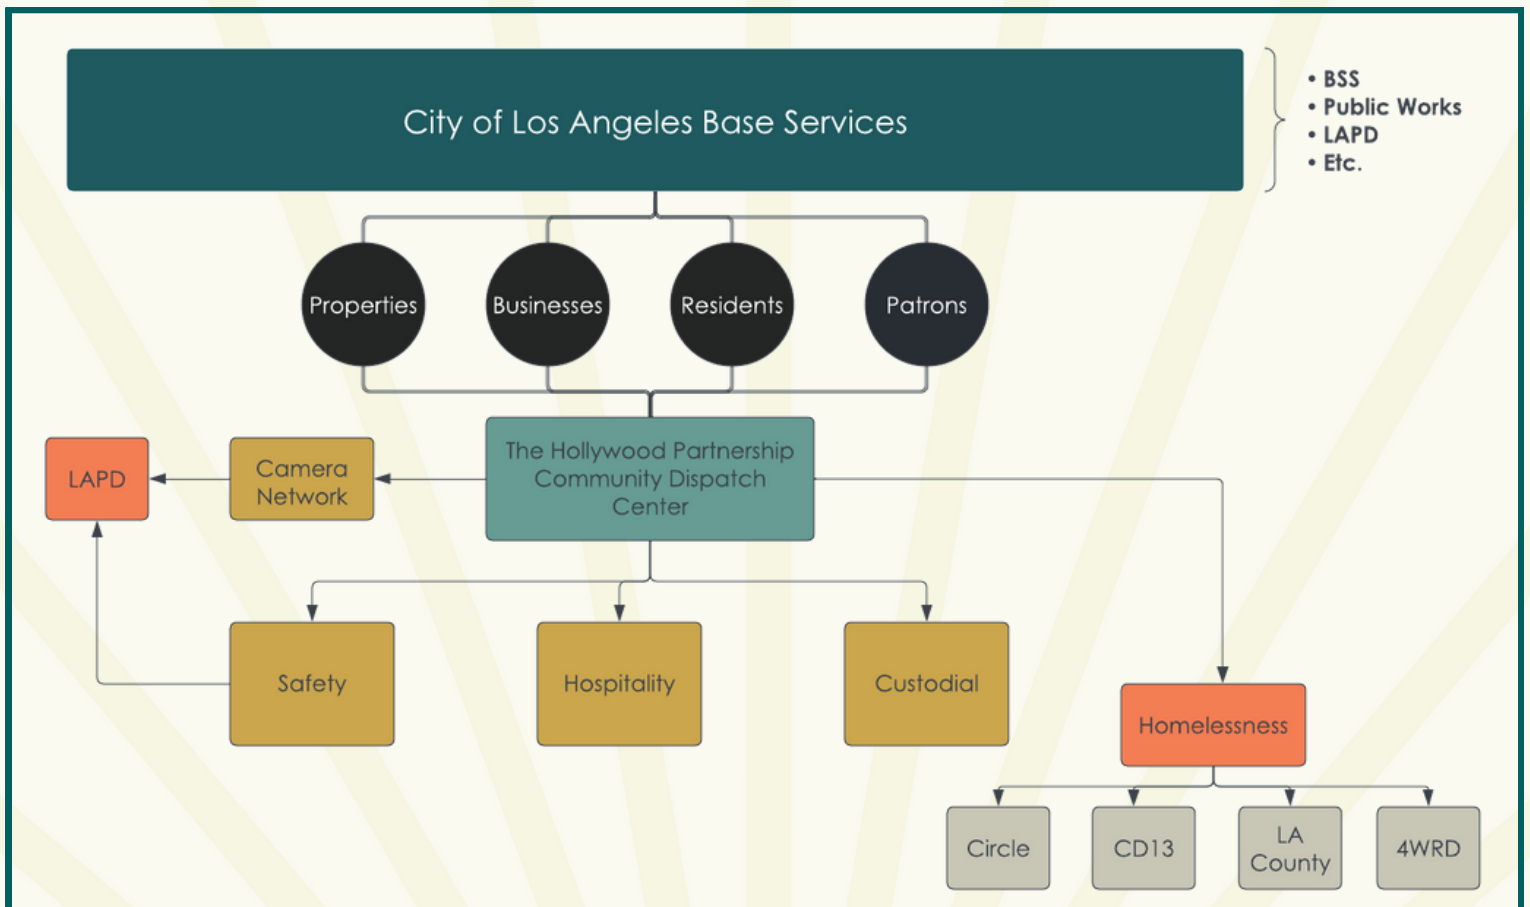 City of Los Angeles Base Services
• BSS
• Public Works
• LAPD
• Etc.
Properties
Businesses
Residents
Patrons
LAPD
Camera
Network
The Hollywood Partnership
Community Dispatch
Center
Safety
Hospitality
Custodial
Homelessness
Circle
CD13
LA
County
4WRD